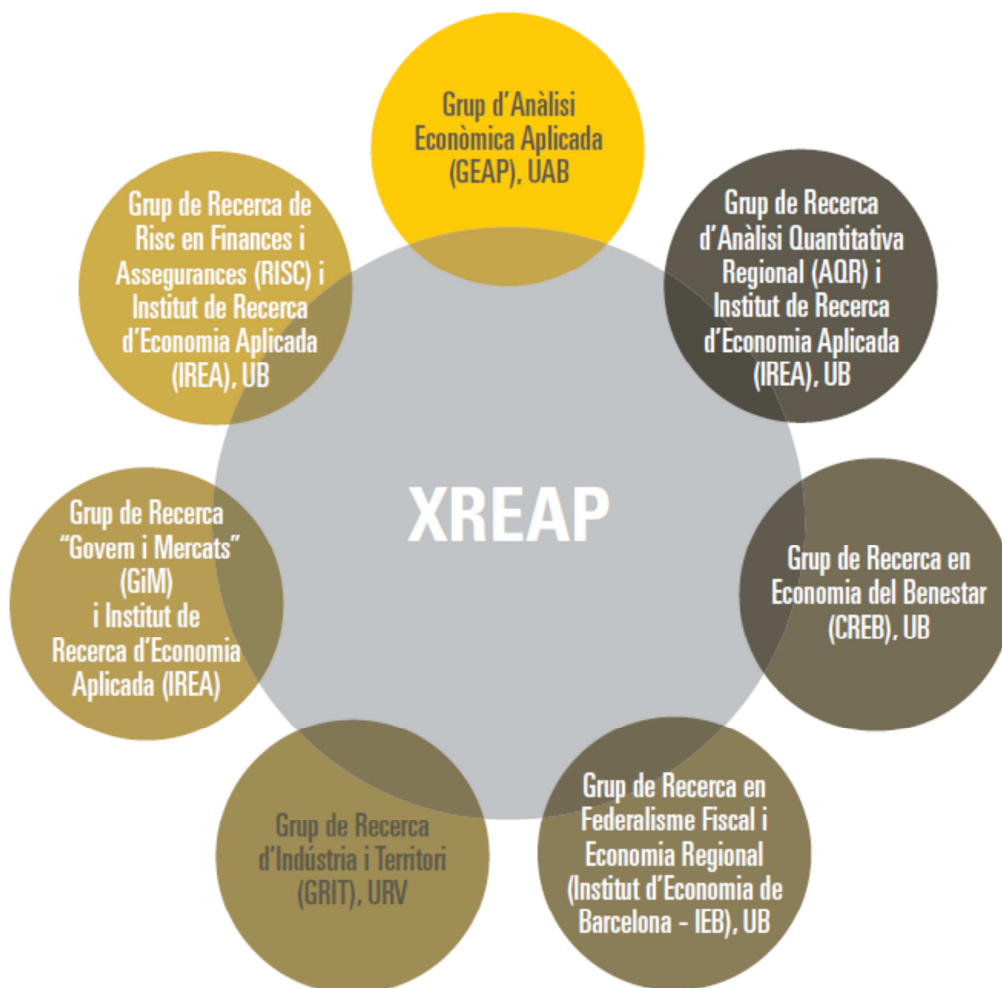 Grup d'Anàlisi
Econòmica Aplicada
(GEAP), UAB
Grup de Recerca de
Risc en Finances i
Assegurances (RISC) i
Institut de Recerca
d'Economia Aplicada
(IREA), UB
Grup de Recerca
d'Anàlisi Quantitativa
Regional (AQR) i
Institut de Recerca
d'Economia Aplicada
(IREA), UB
XREAP
Grup de Recerca
“Govern i Mercats”
(GiM)
i Institut de
Recerca d'Economia
Aplicada (IREA)
Grup de Recerca en
Economia del Benestar
(CREB), UB
Grup de Recerca
d'Indústria i Territori
(GRIT), URV
Grup de Recerca en
Federalisme Fiscal i
Economia Regional
(Institut d'Economia de
Barcelona - IEB), UB